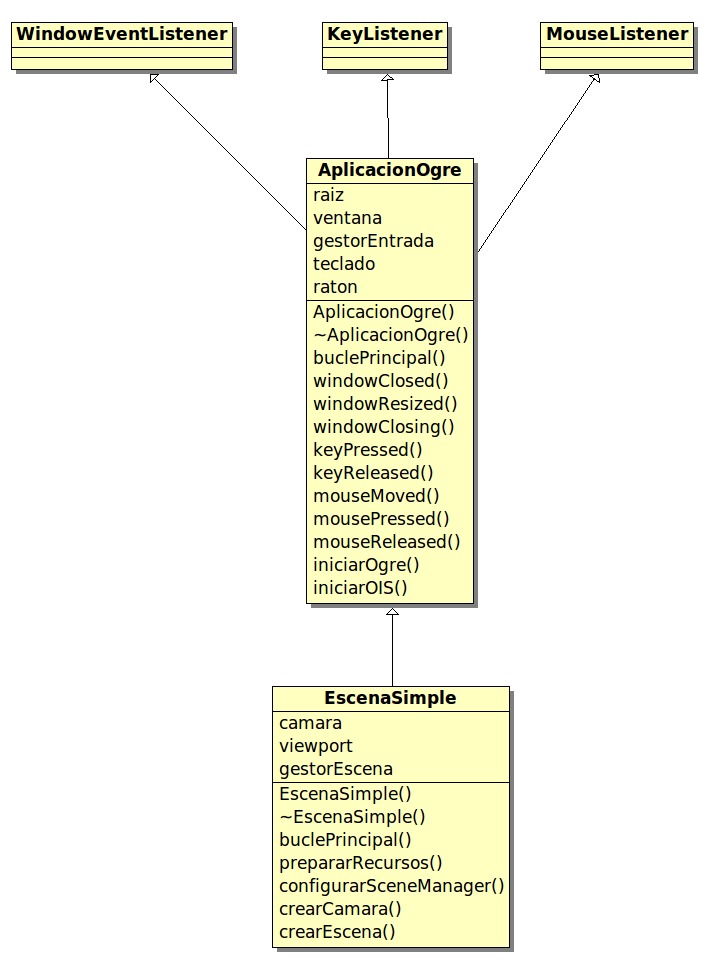 WindowEventListener
KeyListener
MouseListener
AplicacionOgre
raiz
ventana
gestorEntrada
teclado
raton
AplicacionOgre()
~AplicacionOgre()
buclePrincipal()
windowClosed()
windowResized()
windowClosing()
keyPressed()
keyReleased()
mouseMoved()
mousePressed()
mouseReleased()
iniciarOgre()
iniciarOIS()
EscenaSimple
camara
viewport
gestorEscena
EscenaSimple()
~EscenaSimple()
buclePrincipal()
prepararRecursos()
configurarSceneManager()
crearCamara()
crearEscena()